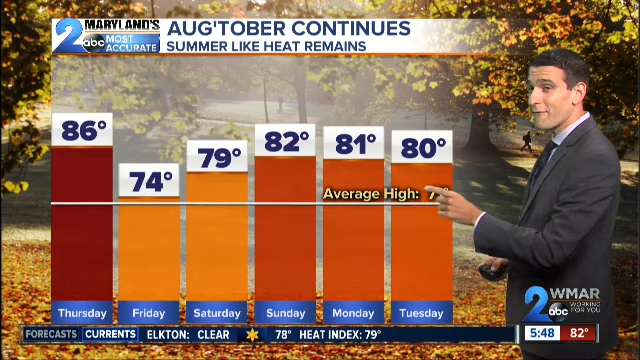 2 MARYLAND'S
abc MOST
ACCURATE
AUG'TOBER CONTINUES
SUMMER LIKE HEAT REMAINS
86° 74° 79° 82° 81° 80°
Average High:
Thursday Friday Saturday Sunday Monday Tuesday
2 WMAR
abc WORKING
FOR YOU
FORECASTS CURRENTS ELKTON: CLEAR 78° HEAT INDEX: 79° 5:48 82°